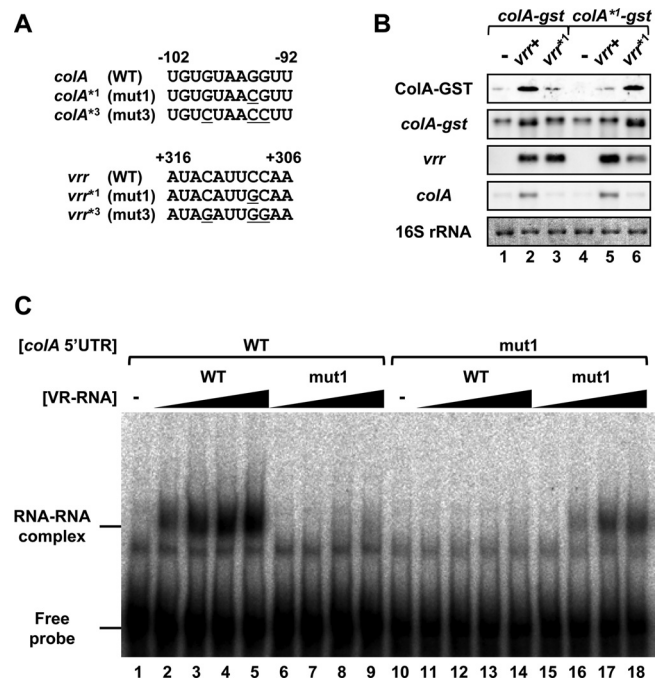 A
-102 -92
colA (WT) UGUGUAAGGUU
colA*1 (mut1) UGUGUAACGUU
colA*3 (mut3) UGUCUAACCUU
+316 +306
vrr (WT) AUACAUUCCAA
vrr*1 (mut1) AUACAUUGCAA
vrr*3 (mut3) AUAGAUUGGAA
B
colA-gst colA*1-gst
- vrr+ vrr*1 - vrr+ vrr*1
ColA-GST
colA-gst
vrr
colA
16S rRNA
1 2 3 4 5 6
C
[colA 5'UTR] WT mut1
WT mut1 WT mut1
[VR-RNA] - -
RNA-RNA
complex
Free
probe
1 2 3 4 5 6 7 8 9 10 11 12 13 14 15 16 17 18